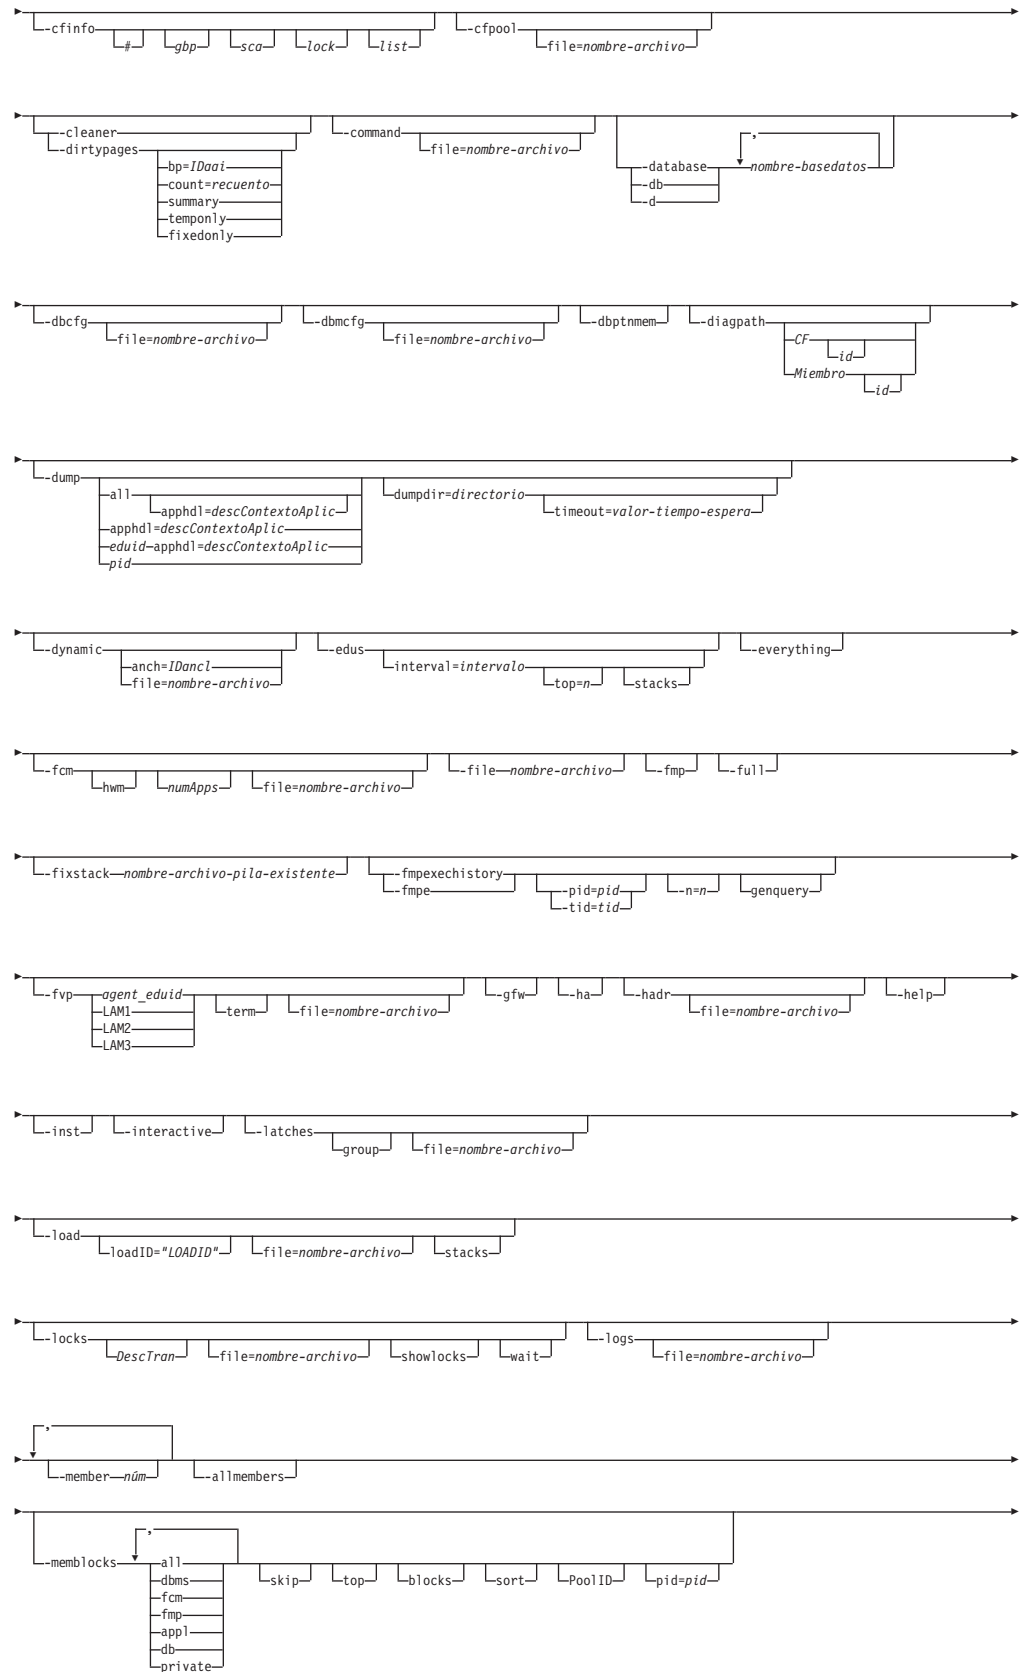 -cfinfo # gbp sca lock list -cfpool file=nombre-archivo
-cleaner
-dirtypages
bp=IDaai
count=recuento
summary
temponly
fixedonly
-command
file=nombre-archivo
-database
-db
-d
,
nombre-basedatos
-dbcfg
file=nombre-archivo
-dbmcfg
file=nombre-archivo
-dbptnmem
-diagpath
CF
id
Miembro
id
-dump
all
apphdl=descContextoAplic
apphdl=descContextoAplic
eduid apphdl=descContextoAplic
pid
dumpdir=directorio
timeout=valor-tiempo-espera
-dynamic
anch=IDancl
file=nombre-archivo
-edus
interval=intervalo
top=n
stacks
-everything
-fcm
hwm
numApps
file=nombre-archivo
-file nombre-archivo
-fmp
-full
-fixstack nombre-archivo-pila-existente
-fmpexechistory
-fmpe
-pid=pid
-tid=tid
-n=n
genquery
-fvp
agent_eduid
LAM1
LAM2
LAM3
term
file=nombre-archivo
-gfw
-ha
-hadr
file=nombre-archivo
-help
-inst
-interactive
-latches
group
file=nombre-archivo
-load
loadID="LOADID"
file=nombre-archivo
stacks
-locks
DescTran
file=nombre-archivo
showlocks
wait
-logs
file=nombre-archivo
,
-member núm
-allmembers
-memblocks
,
all
dbms
fcm
fmp
appl
db
private
skip
top
blocks
sort
PoolID
pid=pid